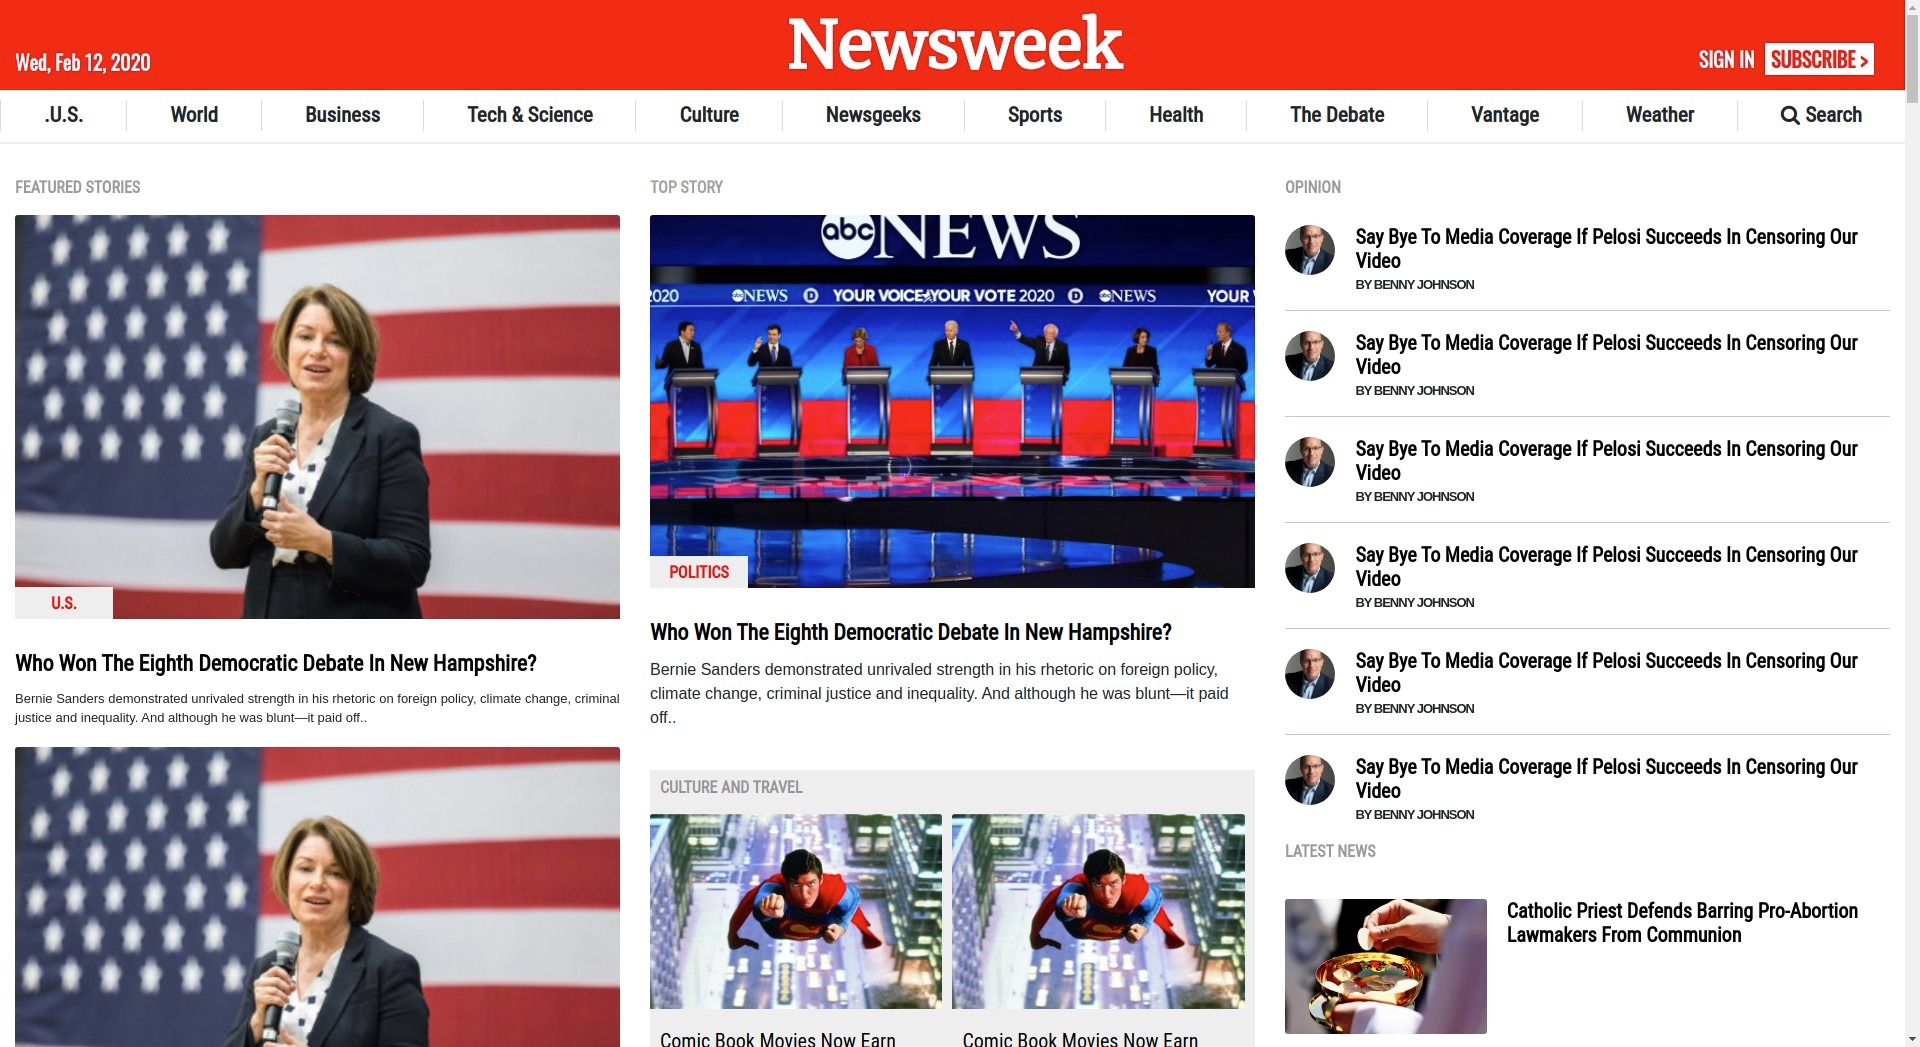 Newsweek
Wed, Feb 12, 2020
SIGN IN SUBSCRIBE >
.U.S. World Business Tech & Science Culture Newsgeeks Sports Health The Debate Vantage Weather Search
FEATURED STORIES
U.S.
Who Won The Eighth Democratic Debate In New Hampshire?
Bernie Sanders demonstrated unrivaled strength in his rhetoric on foreign policy, climate change, criminal
justice and inequality. And although he was blunt—it paid off..
TOP STORY
abc NEWS
2020 abc NEWS D YOUR VOICE YOUR VOTE 2020 D abc NEWS YOUR
POLITICS
Who Won The Eighth Democratic Debate In New Hampshire?
Bernie Sanders demonstrated unrivaled strength in his rhetoric on foreign policy,
climate change, criminal justice and inequality. And although he was blunt—it paid
off..
CULTURE AND TRAVEL
Comic Book Movies Now Earn
Comic Book Movies Now Earn
OPINION
Say Bye To Media Coverage If Pelosi Succeeds In Censoring Our
Video
BY BENNY JOHNSON
Say Bye To Media Coverage If Pelosi Succeeds In Censoring Our
Video
BY BENNY JOHNSON
Say Bye To Media Coverage If Pelosi Succeeds In Censoring Our
Video
BY BENNY JOHNSON
Say Bye To Media Coverage If Pelosi Succeeds In Censoring Our
Video
BY BENNY JOHNSON
Say Bye To Media Coverage If Pelosi Succeeds In Censoring Our
Video
BY BENNY JOHNSON
Say Bye To Media Coverage If Pelosi Succeeds In Censoring Our
Video
BY BENNY JOHNSON
LATEST NEWS
Catholic Priest Defends Barring Pro-Abortion
Lawmakers From Communion